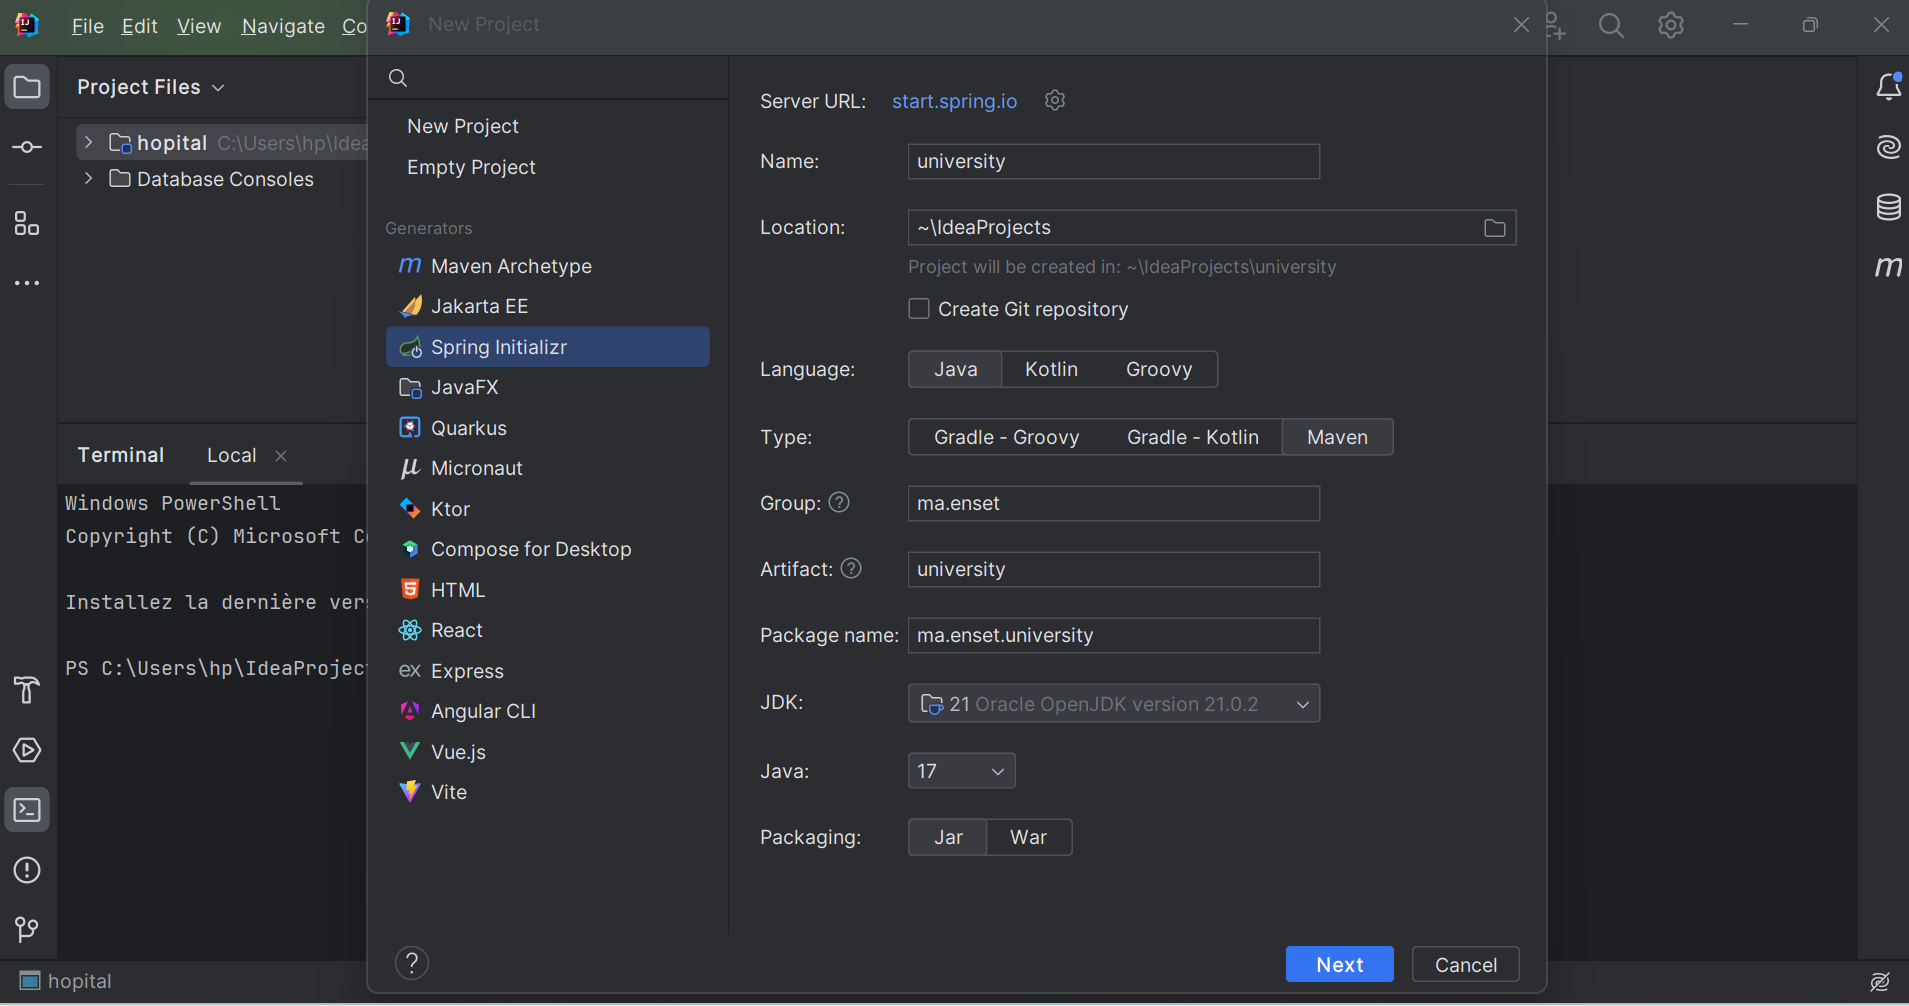 File Edit View Navigate Co
New Project
Project Files
hopital C:\Users\hp\Idea
Database Consoles
New Project
Empty Project
Generators
Maven Archetype
Jakarta EE
Spring Initializr
JavaFX
Quarkus
Micronaut
Ktor
Compose for Desktop
HTML
React
Express
Angular CLI
Vue.js
Vite
Server URL: start.spring.io
Name: university
Location: ~\IdeaProjects
Project will be created in: ~\IdeaProjects\university
Create Git repository
Language: Java Kotlin Groovy
Type: Gradle - Groovy Gradle - Kotlin Maven
Group: ma.enset
Artifact: university
Package name: ma.enset.university
JDK: 21 Oracle OpenJDK version 21.0.2
Java: 17
Packaging: Jar War
Next Cancel
Terminal Local
Windows PowerShell
Copyright (C) Microsoft Co
Installez la dernière vers
PS C:\Users\hp\IdeaProject
hopital